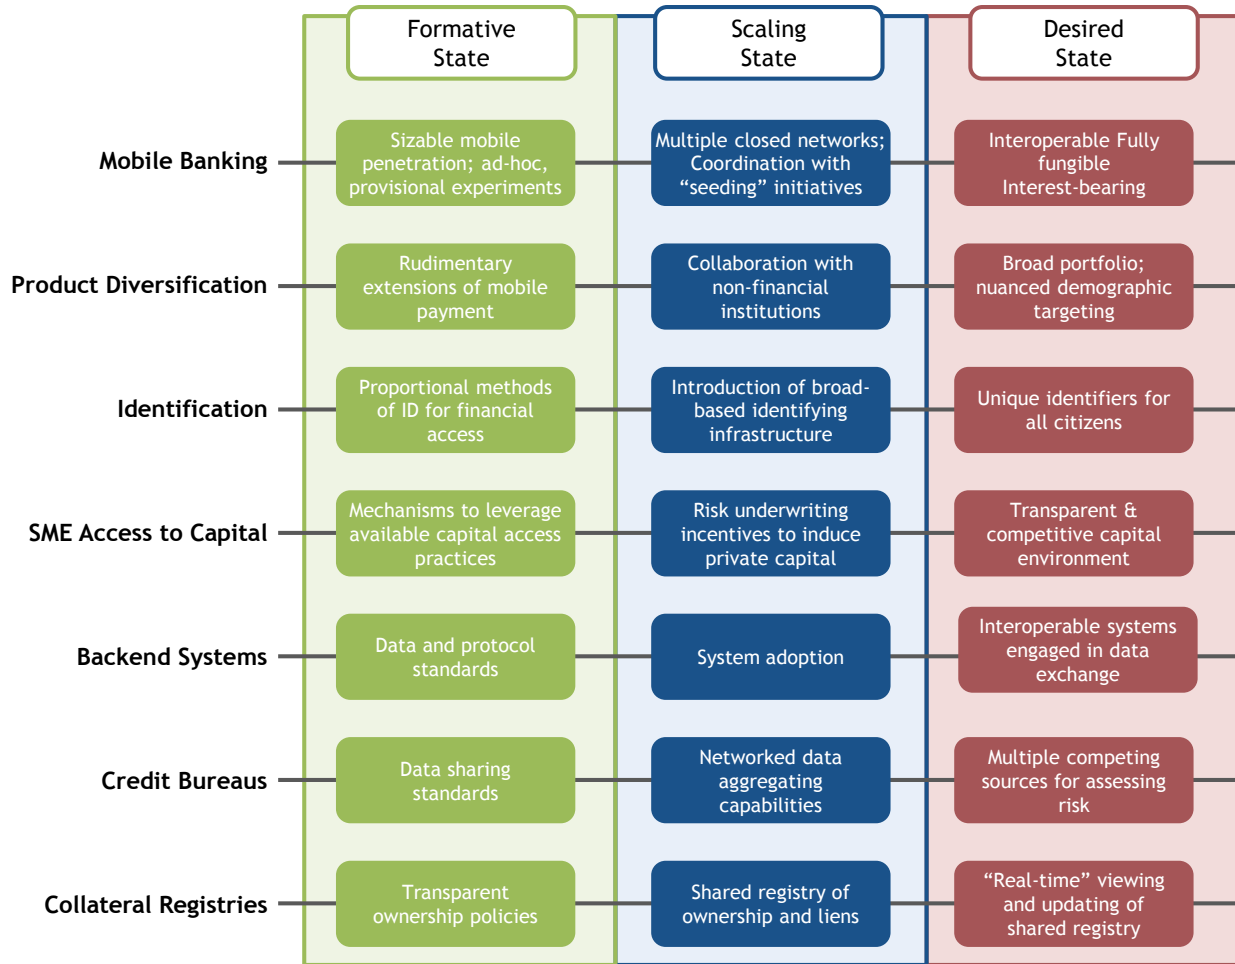 Formative
State
Scaling
State
Desired
State
Mobile Banking
Sizable mobile
penetration; ad-hoc,
provisional experiments
Multiple closed networks;
Coordination with
“seeding” initiatives
Interoperable Fully
fungible
Interest-bearing
Product Diversification
Rudimentary
extensions of mobile
payment
Collaboration with
non-financial
institutions
Broad portfolio;
nuanced demographic
targeting
Identification
Proportional methods
of ID for financial
access
Introduction of broad-
based identifying
infrastructure
Unique identifiers for
all citizens
SME Access to Capital
Mechanisms to leverage
available capital access
practices
Risk underwriting
incentives to induce
private capital
Transparent &
competitive capital
environment
Backend Systems
Data and protocol
standards
System adoption
Interoperable systems
engaged in data
exchange
Credit Bureaus
Data sharing
standards
Networked data
aggregating
capabilities
Multiple competing
sources for assessing
risk
Collateral Registries
Transparent
ownership policies
Shared registry of
ownership and liens
“Real-time” viewing
and updating of
shared registry